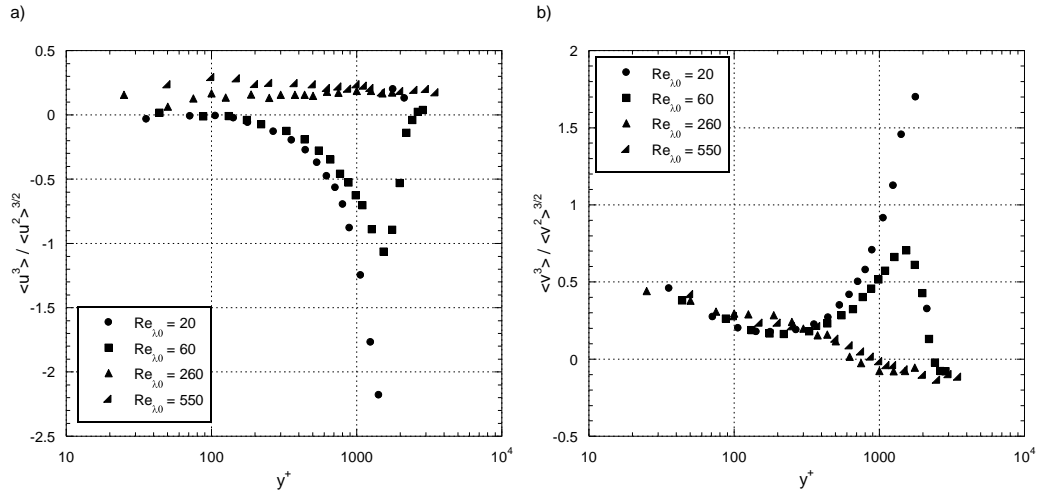 a)
0.5
0
-0.5
-1
-1.5
-2
-2.5
<u³> / <u²>^3/2
10
100
1000
10⁴
y⁺
Re_λ0 = 20
Re_λ0 = 60
Re_λ0 = 260
Re_λ0 = 550
b)
2
1.5
1
0.5
0
-0.5
<v³> / <v²>^3/2
10
100
1000
10⁴
y⁺
Re_λ0 = 20
Re_λ0 = 60
Re_λ0 = 260
Re_λ0 = 550